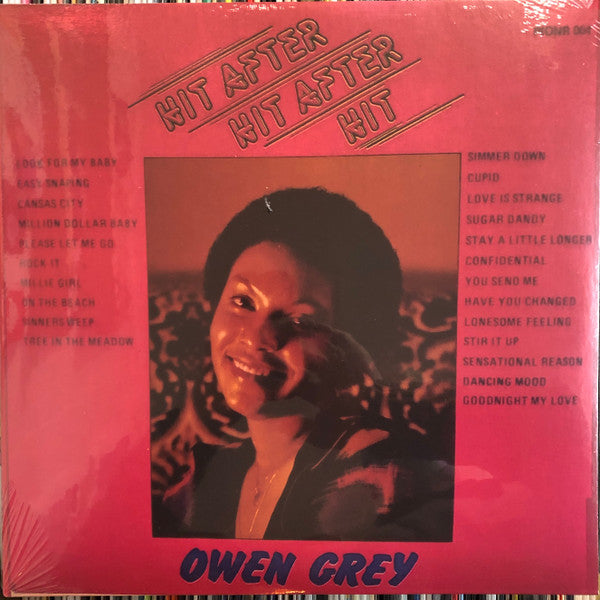 HIT AFTER
HIT AFTER
HIT
LOOK FOR MY BABY
EASY SNAPING
KANSAS CITY
MILLION DOLLAR BABY
PLEASE LET ME GO
ROCK IT
MILLIE GIRL
ON THE BEACH
SINNERS WEEP
TREE IN THE MEADOW
SIMMER DOWN
CUPID
LOVE IS STRANGE
SUGAR DANDY
STAY A LITTLE LONGER
CONFIDENTIAL
YOU SEND ME
HAVE YOU CHANGED
LONESOME FEELING
STIR IT UP
SENSATIONAL REASON
DANCING MOOD
GOODNIGHT MY LOVE
OWEN GREY